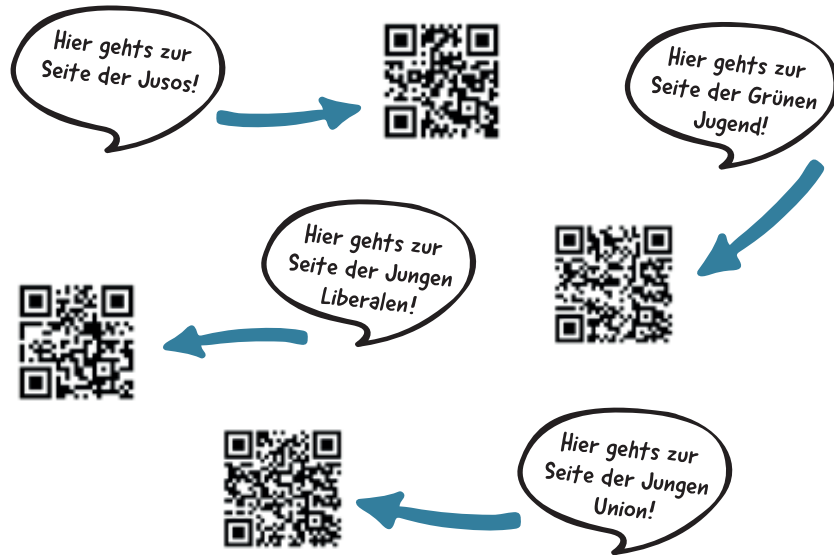 Hier gehts zur
Seite der Jusos!
Hier gehts zur
Seite der Grünen
Jugend!
Hier gehts zur
Seite der Jungen
Liberalen!
Hier gehts zur
Seite der Jungen
Union!